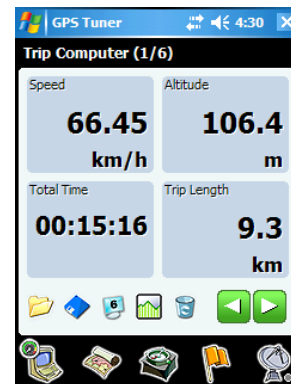 GPS Tuner 4:30
Trip Computer (1/6)
Speed Altitude
66.45 106.4
km/h m
Total Time Trip Length
00:15:16 9.3
km
6